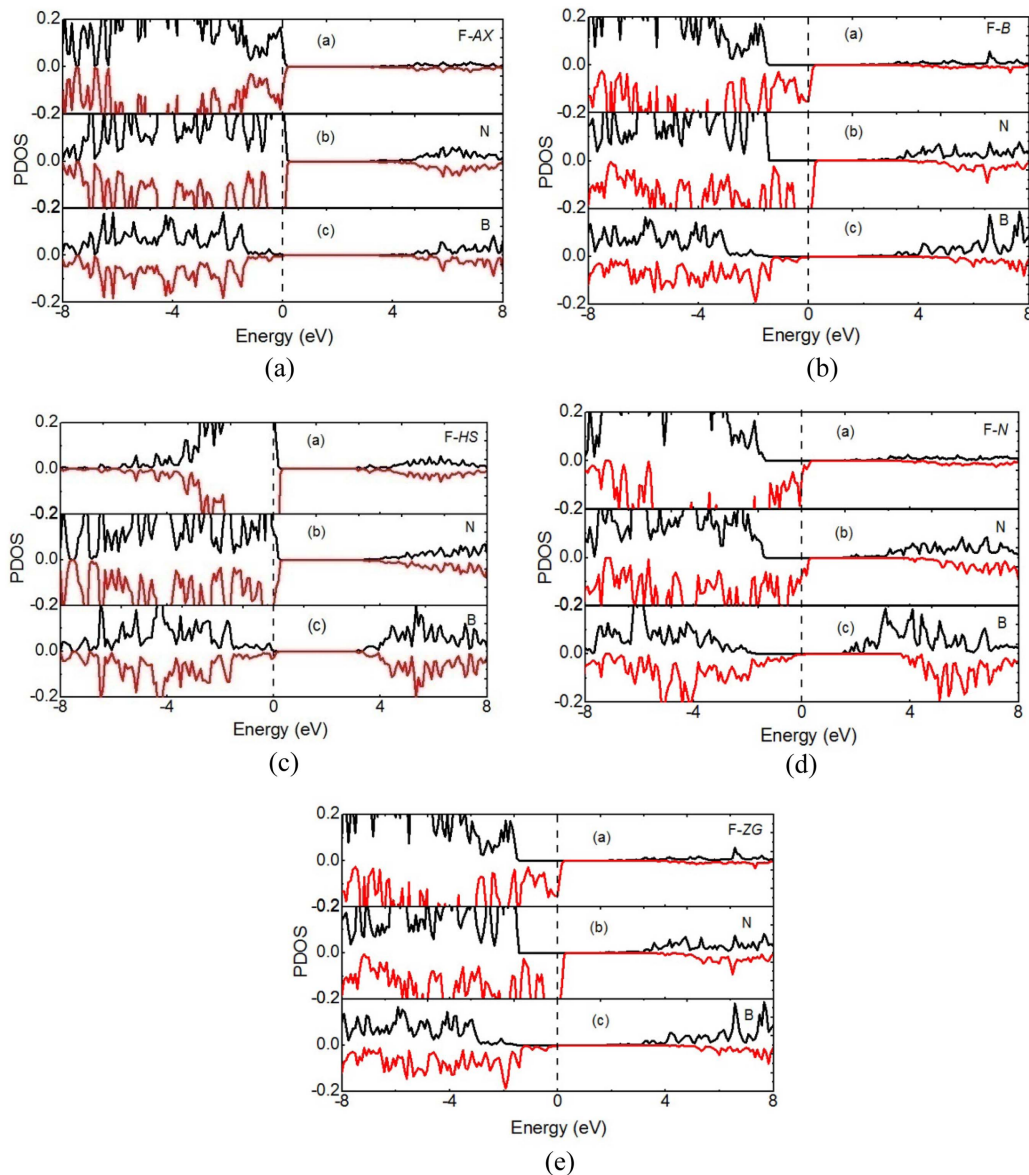 0.2
(a)
F-AX
0.0
-0.2
(b)
N
0.0
-0.2
(c)
B
0.0
-0.2
-8 -4 0 4 8
PDOS
Energy (eV)
(a)
0.2
(a)
F-B
0.0
-0.2
(b)
N
0.0
-0.2
(c)
B
0.0
-0.2
-8 -4 0 4 8
PDOS
Energy (eV)
(b)
0.2
(a)
F-HS
0.0
-0.2
(b)
N
0.0
-0.2
(c)
B
0.0
-0.2
-8 -4 0 4 8
PDOS
Energy (eV)
(c)
0.2
(a)
F-N
0.0
-0.2
(b)
N
0.0
-0.2
(c)
B
0.0
-0.2
-8 -4 0 4 8
PDOS
Energy (eV)
(d)
0.2
(a)
F-ZG
0.0
-0.2
(b)
N
0.0
-0.2
(c)
B
0.0
-0.2
-8 -4 0 4 8
PDOS
Energy (eV)
(e)